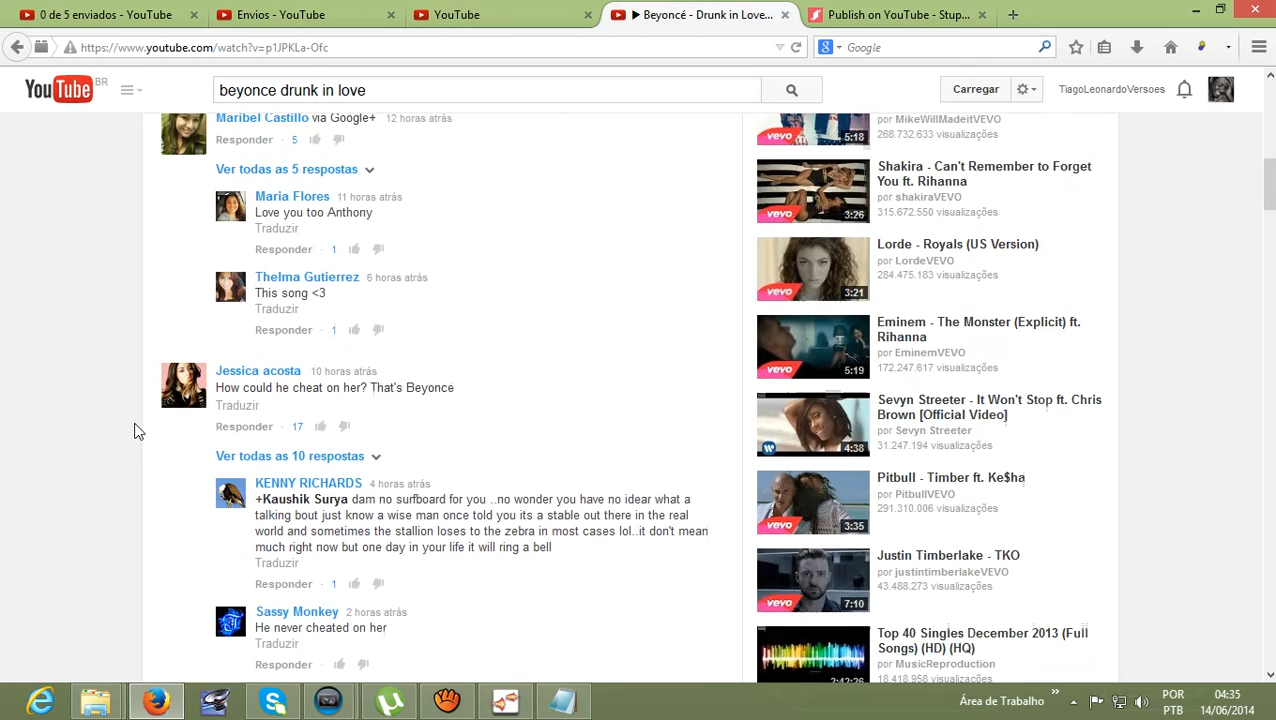 0 de 5 enviados - YouTube
YouTube
YouTube
▶ Beyoncé - Drunk in Love...
Publish on YouTube - Stup...
https://www.youtube.com/watch?v=p1JPKLa-Ofc
Google
YouTube BR
beyonce drunk in love
Carregar
TiagoLeonardoVersoes
Maribel Castillo via Google+ 12 horas atrás
Responder · 5
Ver todas as 5 respostas
Maria Flores 11 horas atrás
Love you too Anthony
Traduzir
Responder · 1
Thelma Gutierrez 6 horas atrás
This song <3
Traduzir
Responder · 1
Jessica acosta 10 horas atrás
How could he cheat on her? That's Beyonce
Traduzir
Responder · 17
Ver todas as 10 respostas
KENNY RICHARDS 4 horas atrás
+Kaushik Surya dam no surfboard for you ..no wonder you have no idear what a
talking bout just know a wise man once told you its a stable out there in the real
world and sometimes the stallion loses to the zebra in most cases lol..it don't mean
much right now but one day in your life it will ring a bell
Traduzir
Responder · 1
Sassy Monkey 2 horas atrás
He never cheated on her
Traduzir
Responder
por MikeWillMadeitVEVO
268.732.633 visualizações
vevo 5:18
Shakira - Can't Remember to Forget
You ft. Rihanna
por shakiraVEVO
315.672.550 visualizações
vevo 3:26
Lorde - Royals (US Version)
por LordeVEVO
284.475.183 visualizações
vevo 3:21
Eminem - The Monster (Explicit) ft.
Rihanna
por EminemVEVO
172.247.617 visualizações
vevo 5:19
Sevyn Streeter - It Won't Stop ft. Chris
Brown [Official Video]
por Sevyn Streeter
31.247.194 visualizações
4:38
Pitbull - Timber ft. Ke$ha
por PitbullVEVO
291.310.006 visualizações
vevo 3:35
Justin Timberlake - TKO
por justintimberlakeVEVO
43.488.273 visualizações
vevo 7:10
Top 40 Singles December 2013 (Full
Songs) (HD) (HQ)
por MusicReproduction
18.418.958 visualizações
2:42:26
Área de Trabalho
POR
PTB
04:35
14/06/2014